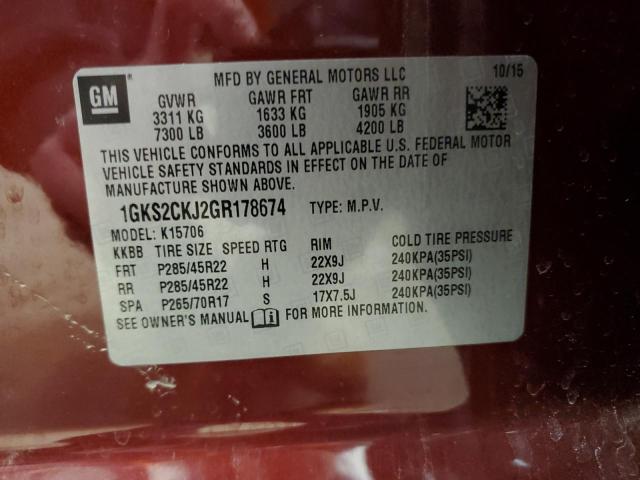 GM
MFD BY GENERAL MOTORS LLC 10/15
GVWR GAWR FRT GAWR RR
3311 KG 1633 KG 1905 KG
7300 LB 3600 LB 4200 LB
THIS VEHICLE CONFORMS TO ALL APPLICABLE U.S. FEDERAL MOTOR
VEHICLE SAFETY STANDARDS IN EFFECT ON THE DATE OF
MANUFACTURE SHOWN ABOVE.
1GKS2CKJ2GR178674 TYPE: M.P.V.
MODEL: K15706
KKBB TIRE SIZE SPEED RTG RIM COLD TIRE PRESSURE
FRT P285/45R22 H 22X9J 240KPA(35PSI)
RR P285/45R22 H 22X9J 240KPA(35PSI)
SPA P265/70R17 S 17X7.5J 240KPA(35PSI)
SEE OWNER'S MANUAL FOR MORE INFORMATION.